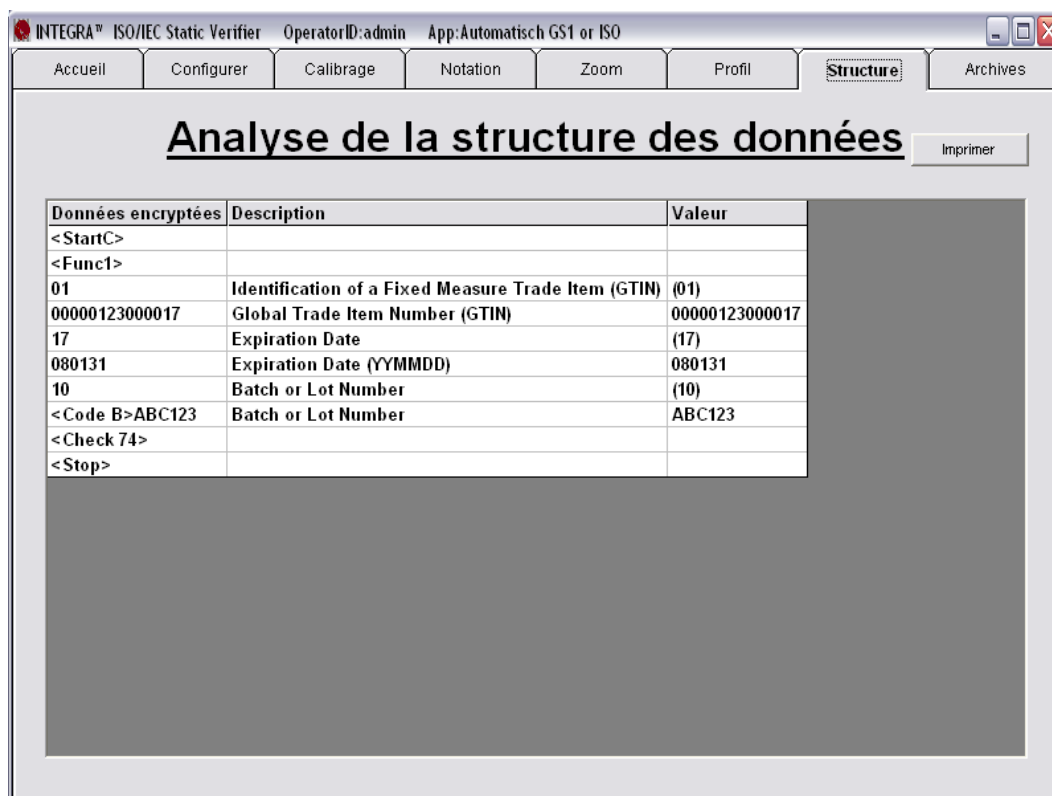 INTEGRA™ ISO/IEC Static Verifier OperatorID:admin App:Automatisch GS1 or ISO
Accueil Configurer Calibrage Notation Zoom Profil Structure Archives
Analyse de la structure des données
Imprimer
Données encryptées Description Valeur
<StartC>
<Func1>
01 Identification of a Fixed Measure Trade Item (GTIN) (01)
00000123000017 Global Trade Item Number (GTIN) 00000123000017
17 Expiration Date (17)
080131 Expiration Date (YYMMDD) 080131
10 Batch or Lot Number (10)
<Code B>ABC123 Batch or Lot Number ABC123
<Check 74>
<Stop>